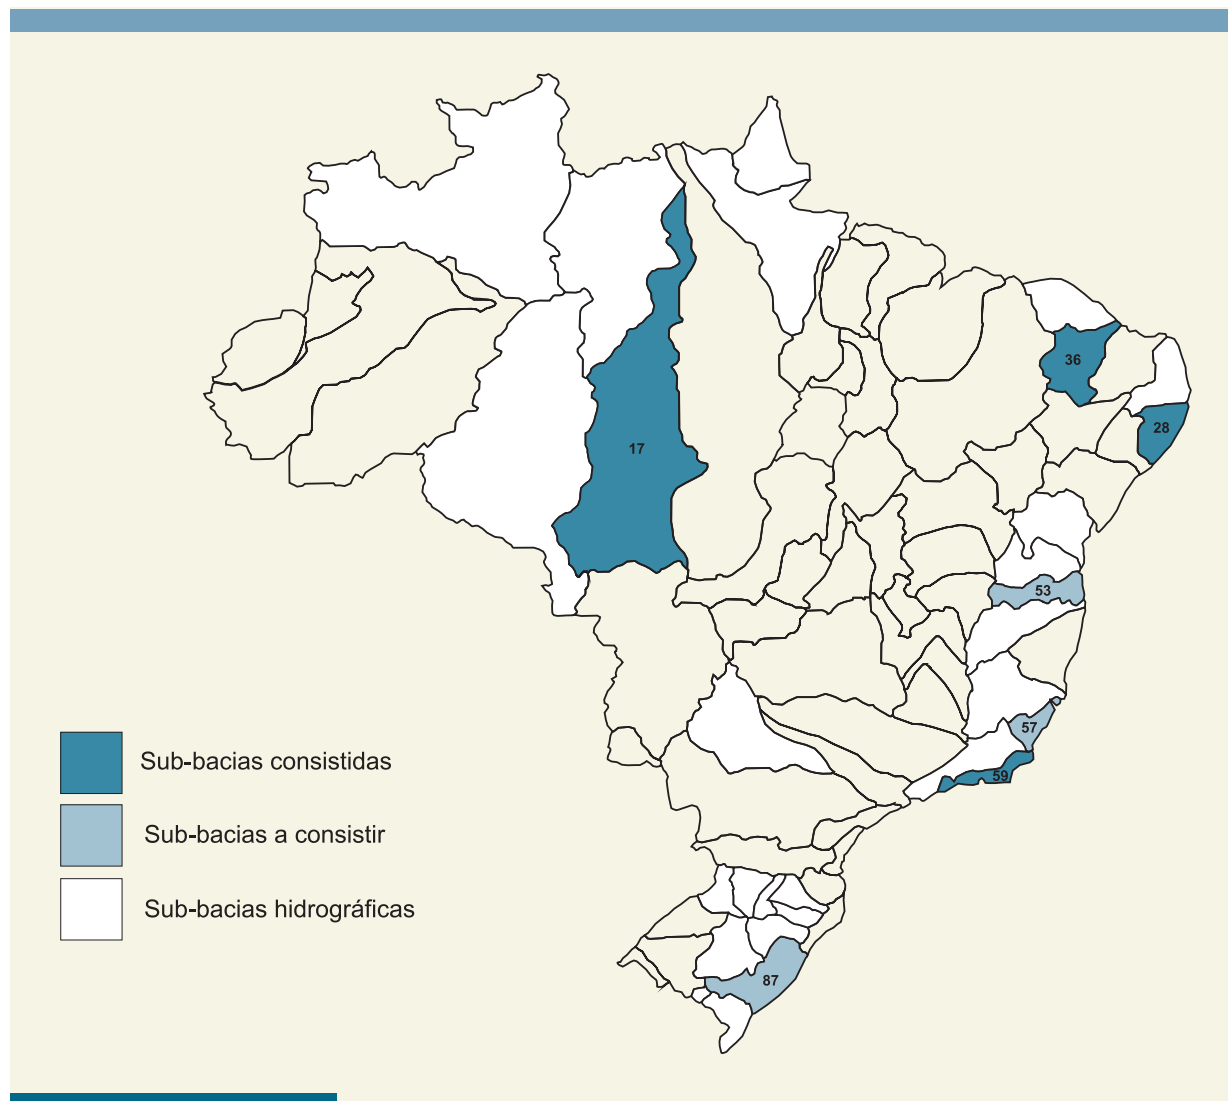 36
28
17
53
57
59
87
Sub-bacias consistidas
Sub-bacias a consistir
Sub-bacias hidrográficas